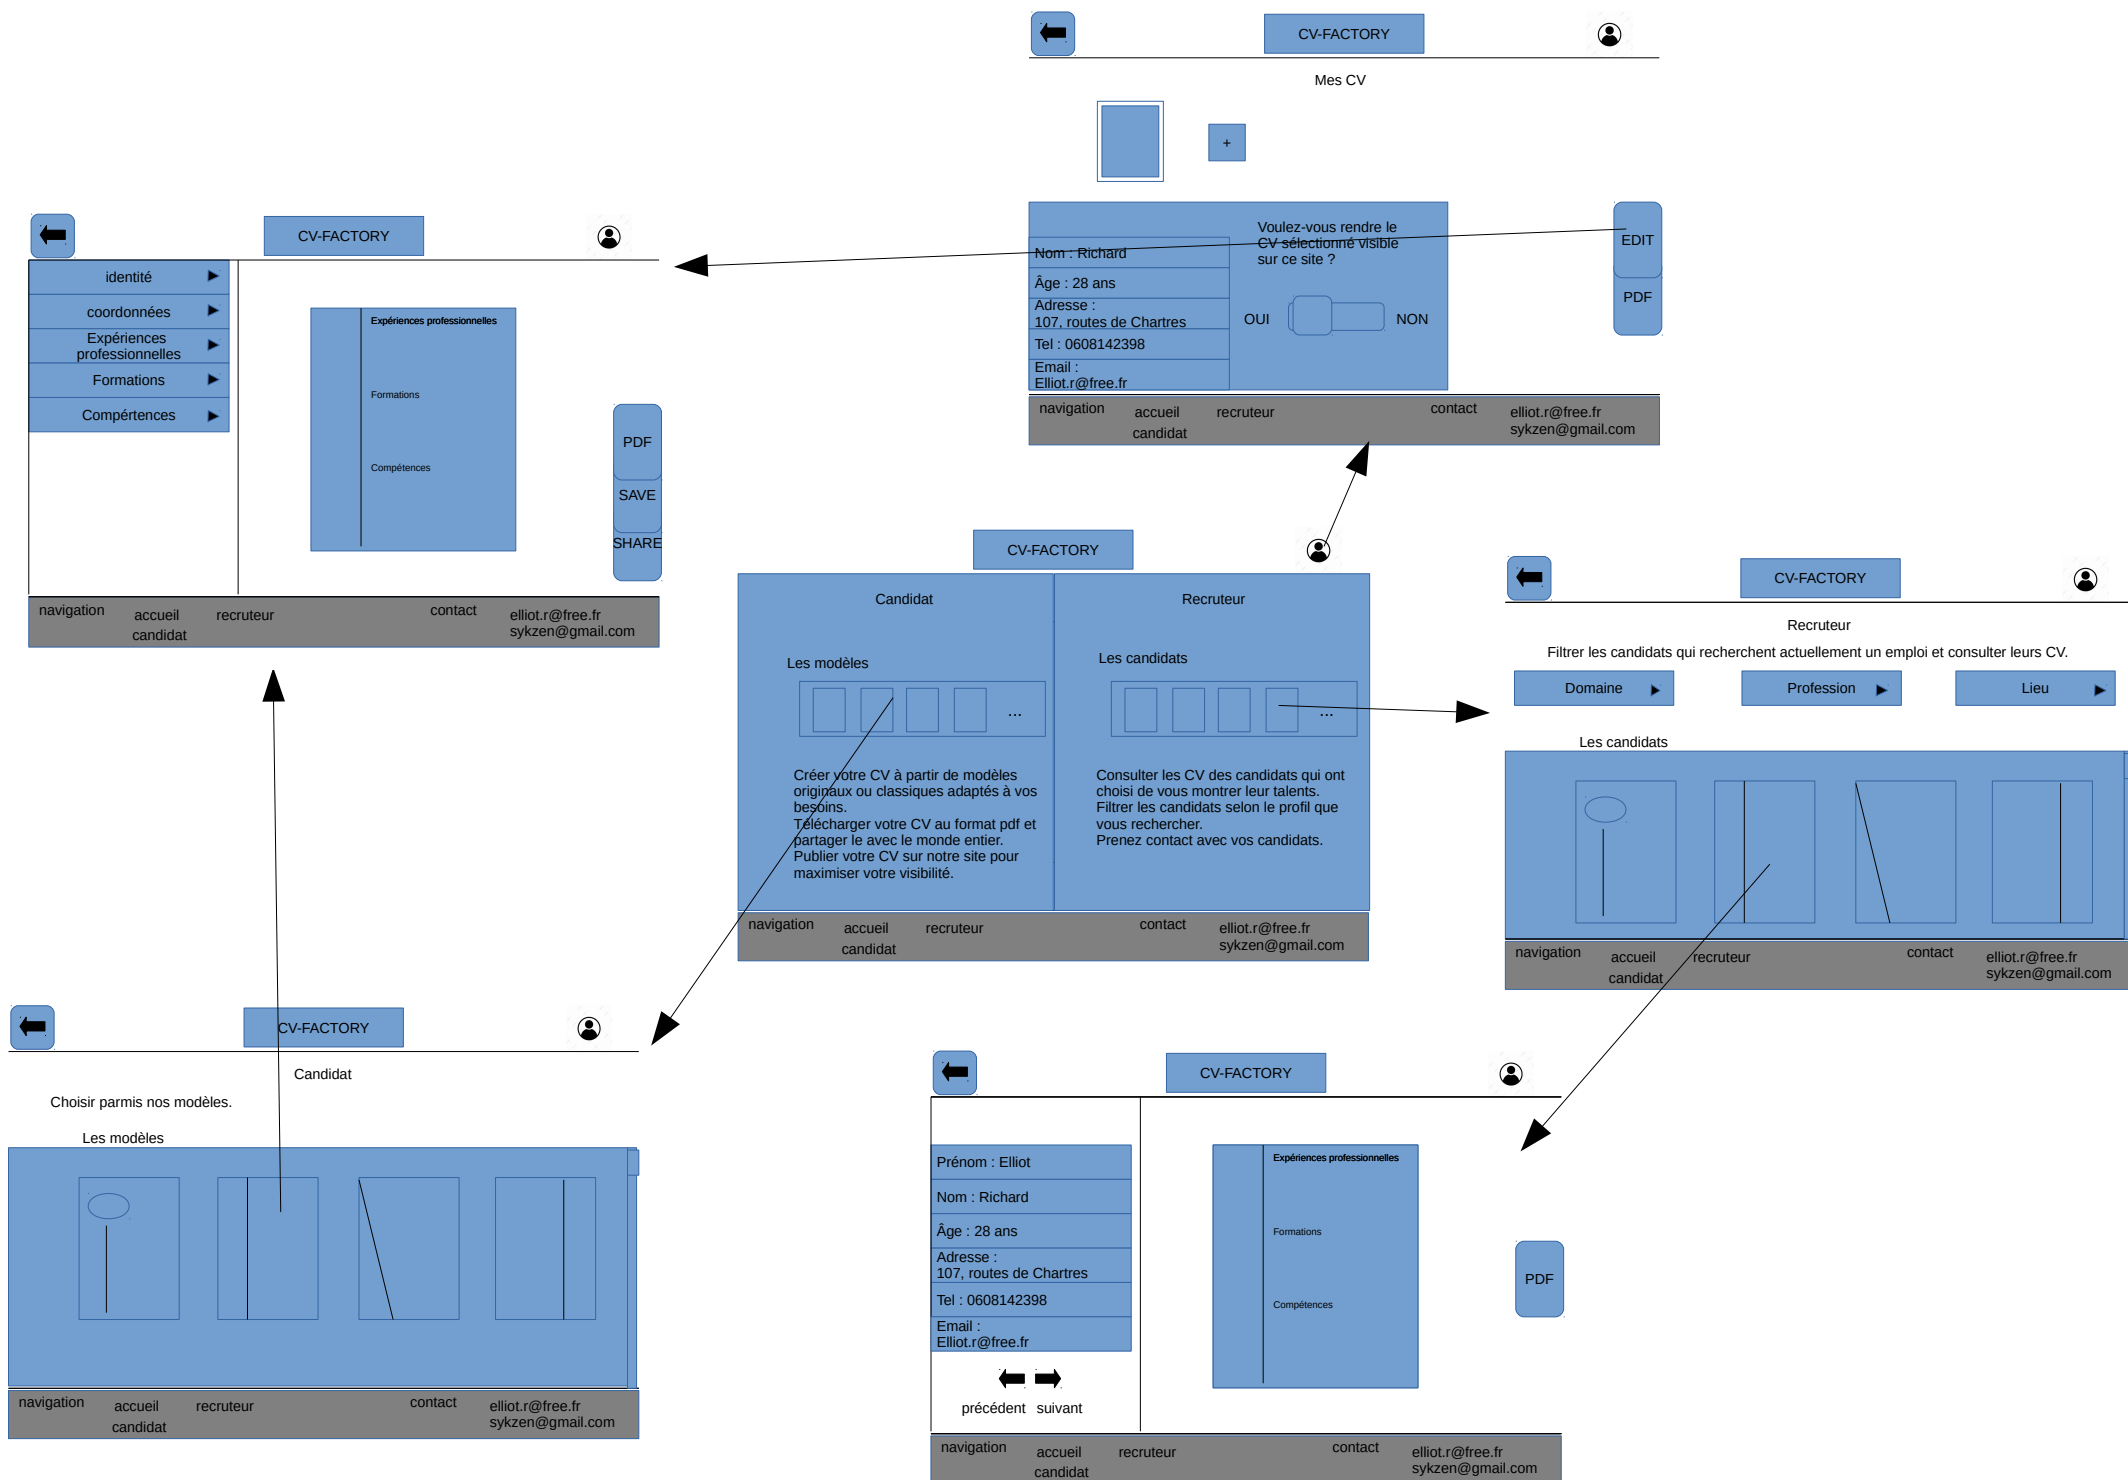 CV-FACTORY
Mes CV
+
Voulez-vous rendre le
CV sélectionné visible
sur ce site ?
Nom : Richard
Âge : 28 ans
Adresse :
107, routes de Chartres
Tel : 0608142398
Email :
Elliot.r@free.fr
OUI
NON
EDIT
PDF
navigation
accueil
candidat
recruteur
contact
elliot.r@free.fr
sykzen@gmail.com
CV-FACTORY
identité
coordonnées
Expériences
professionnelles
Formations
Compértences
Expériences professionnelles
Formations
Compétences
PDF
SAVE
SHARE
navigation
accueil
candidat
recruteur
contact
elliot.r@free.fr
sykzen@gmail.com
CV-FACTORY
Candidat
Les modèles
...
Créer votre CV à partir de modèles
originaux ou classiques adaptés à vos
besoins.
Télécharger votre CV au format pdf et
partager le avec le monde entier.
Publier votre CV sur notre site pour
maximiser votre visibilité.
Recruteur
Les candidats
...
Consulter les CV des candidats qui ont
choisi de vous montrer leur talents.
Filtrer les candidats selon le profil que
vous rechercher.
Prenez contact avec vos candidats.
navigation
accueil
candidat
recruteur
contact
elliot.r@free.fr
sykzen@gmail.com
CV-FACTORY
Recruteur
Filtrer les candidats qui recherchent actuellement un emploi et consulter leurs CV.
Domaine
Profession
Lieu
Les candidats
navigation
accueil
candidat
recruteur
contact
elliot.r@free.fr
sykzen@gmail.com
CV-FACTORY
Candidat
Choisir parmis nos modèles.
Les modèles
navigation
accueil
candidat
recruteur
contact
elliot.r@free.fr
sykzen@gmail.com
CV-FACTORY
Prénom : Elliot
Nom : Richard
Âge : 28 ans
Adresse :
107, routes de Chartres
Tel : 0608142398
Email :
Elliot.r@free.fr
précédent
suivant
Expériences professionnelles
Formations
Compétences
PDF
navigation
accueil
candidat
recruteur
contact
elliot.r@free.fr
sykzen@gmail.com